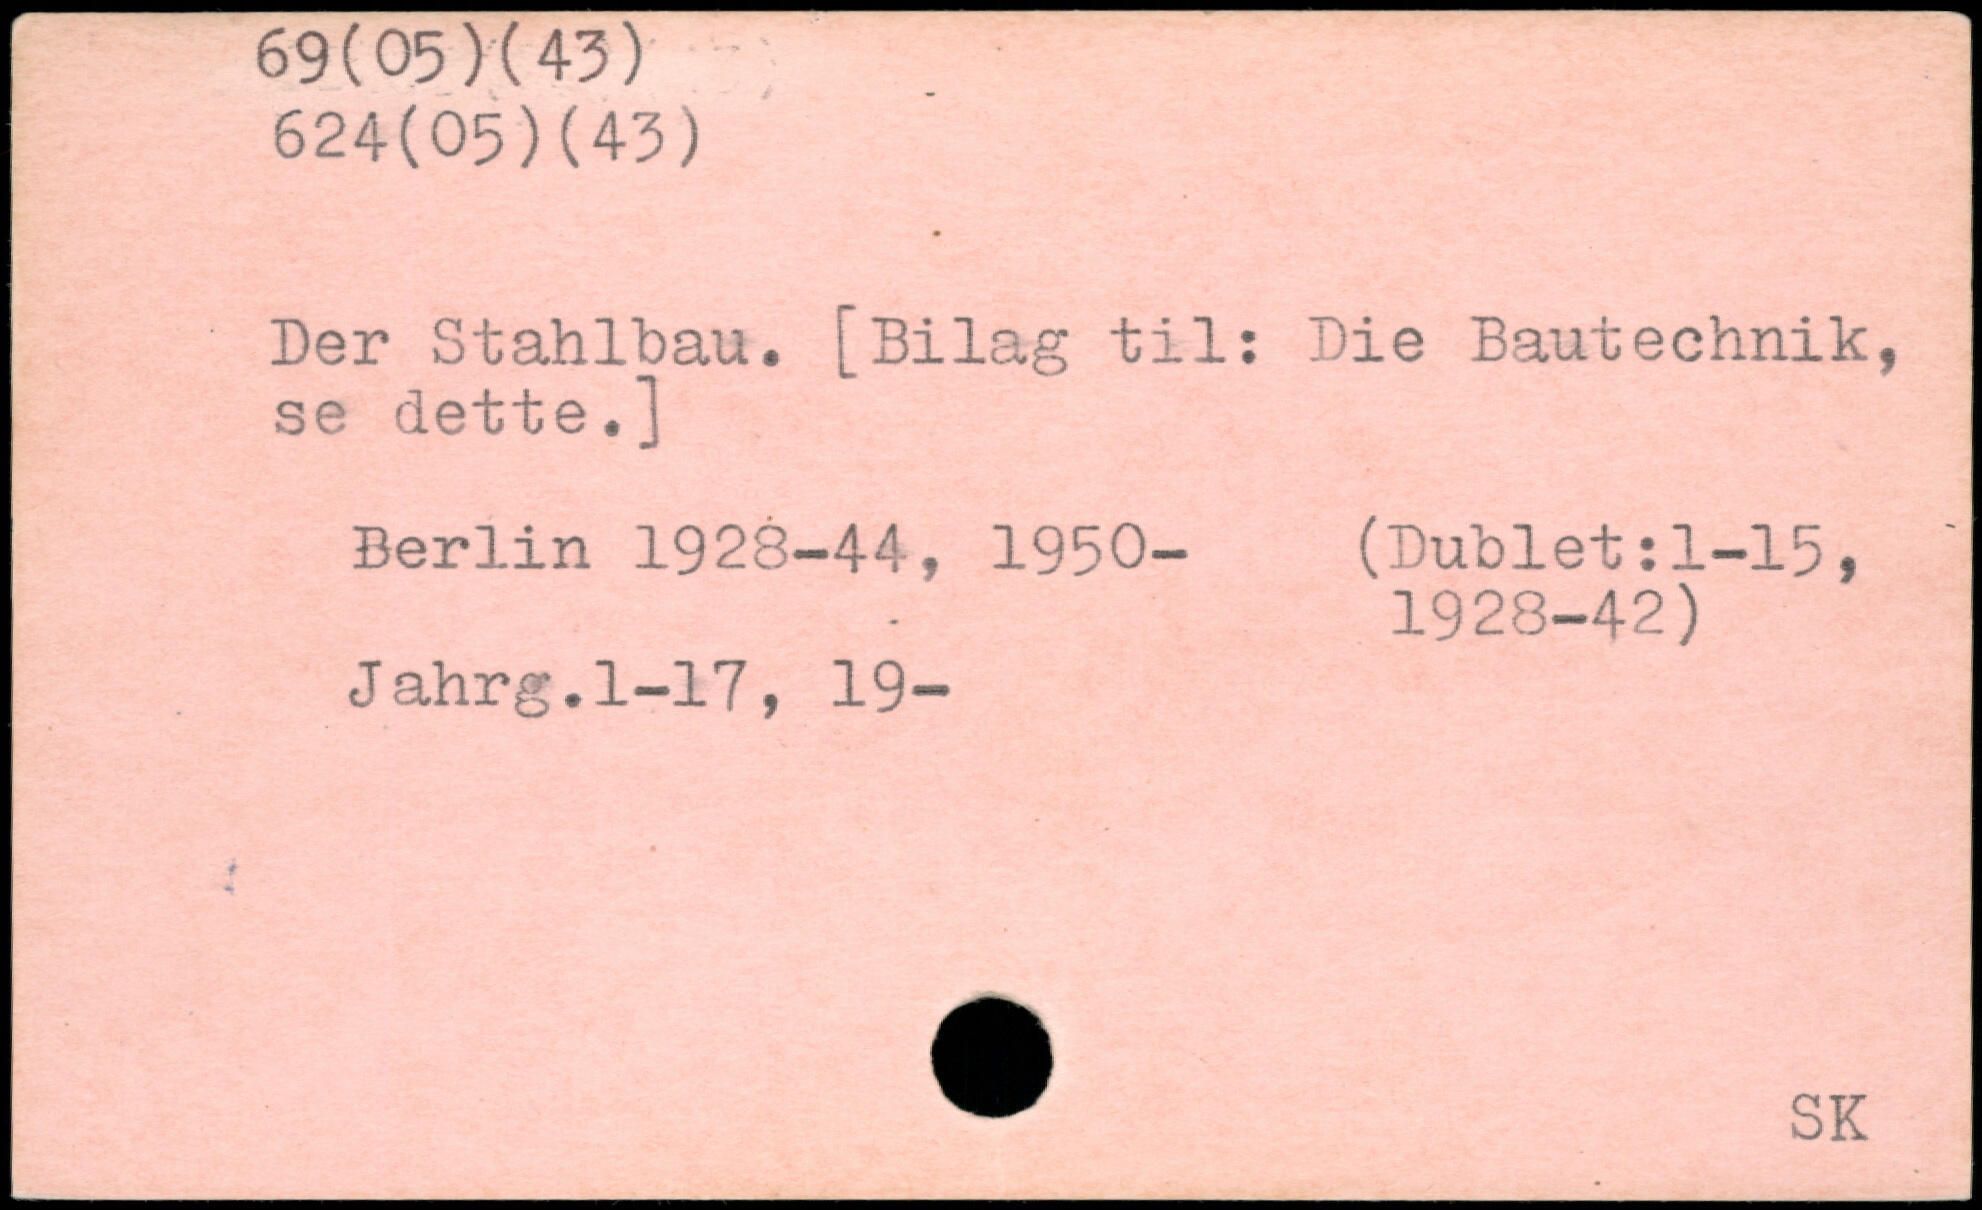 69(05)(43)
624(05)(43)
Der Stahlbau. [Bilag til: Die Bautechnik,
se dette.]
Berlin 1928-44, 1950- (Dublet:1-15,
1928-42)
Jahrg.1-17, 19-
SK